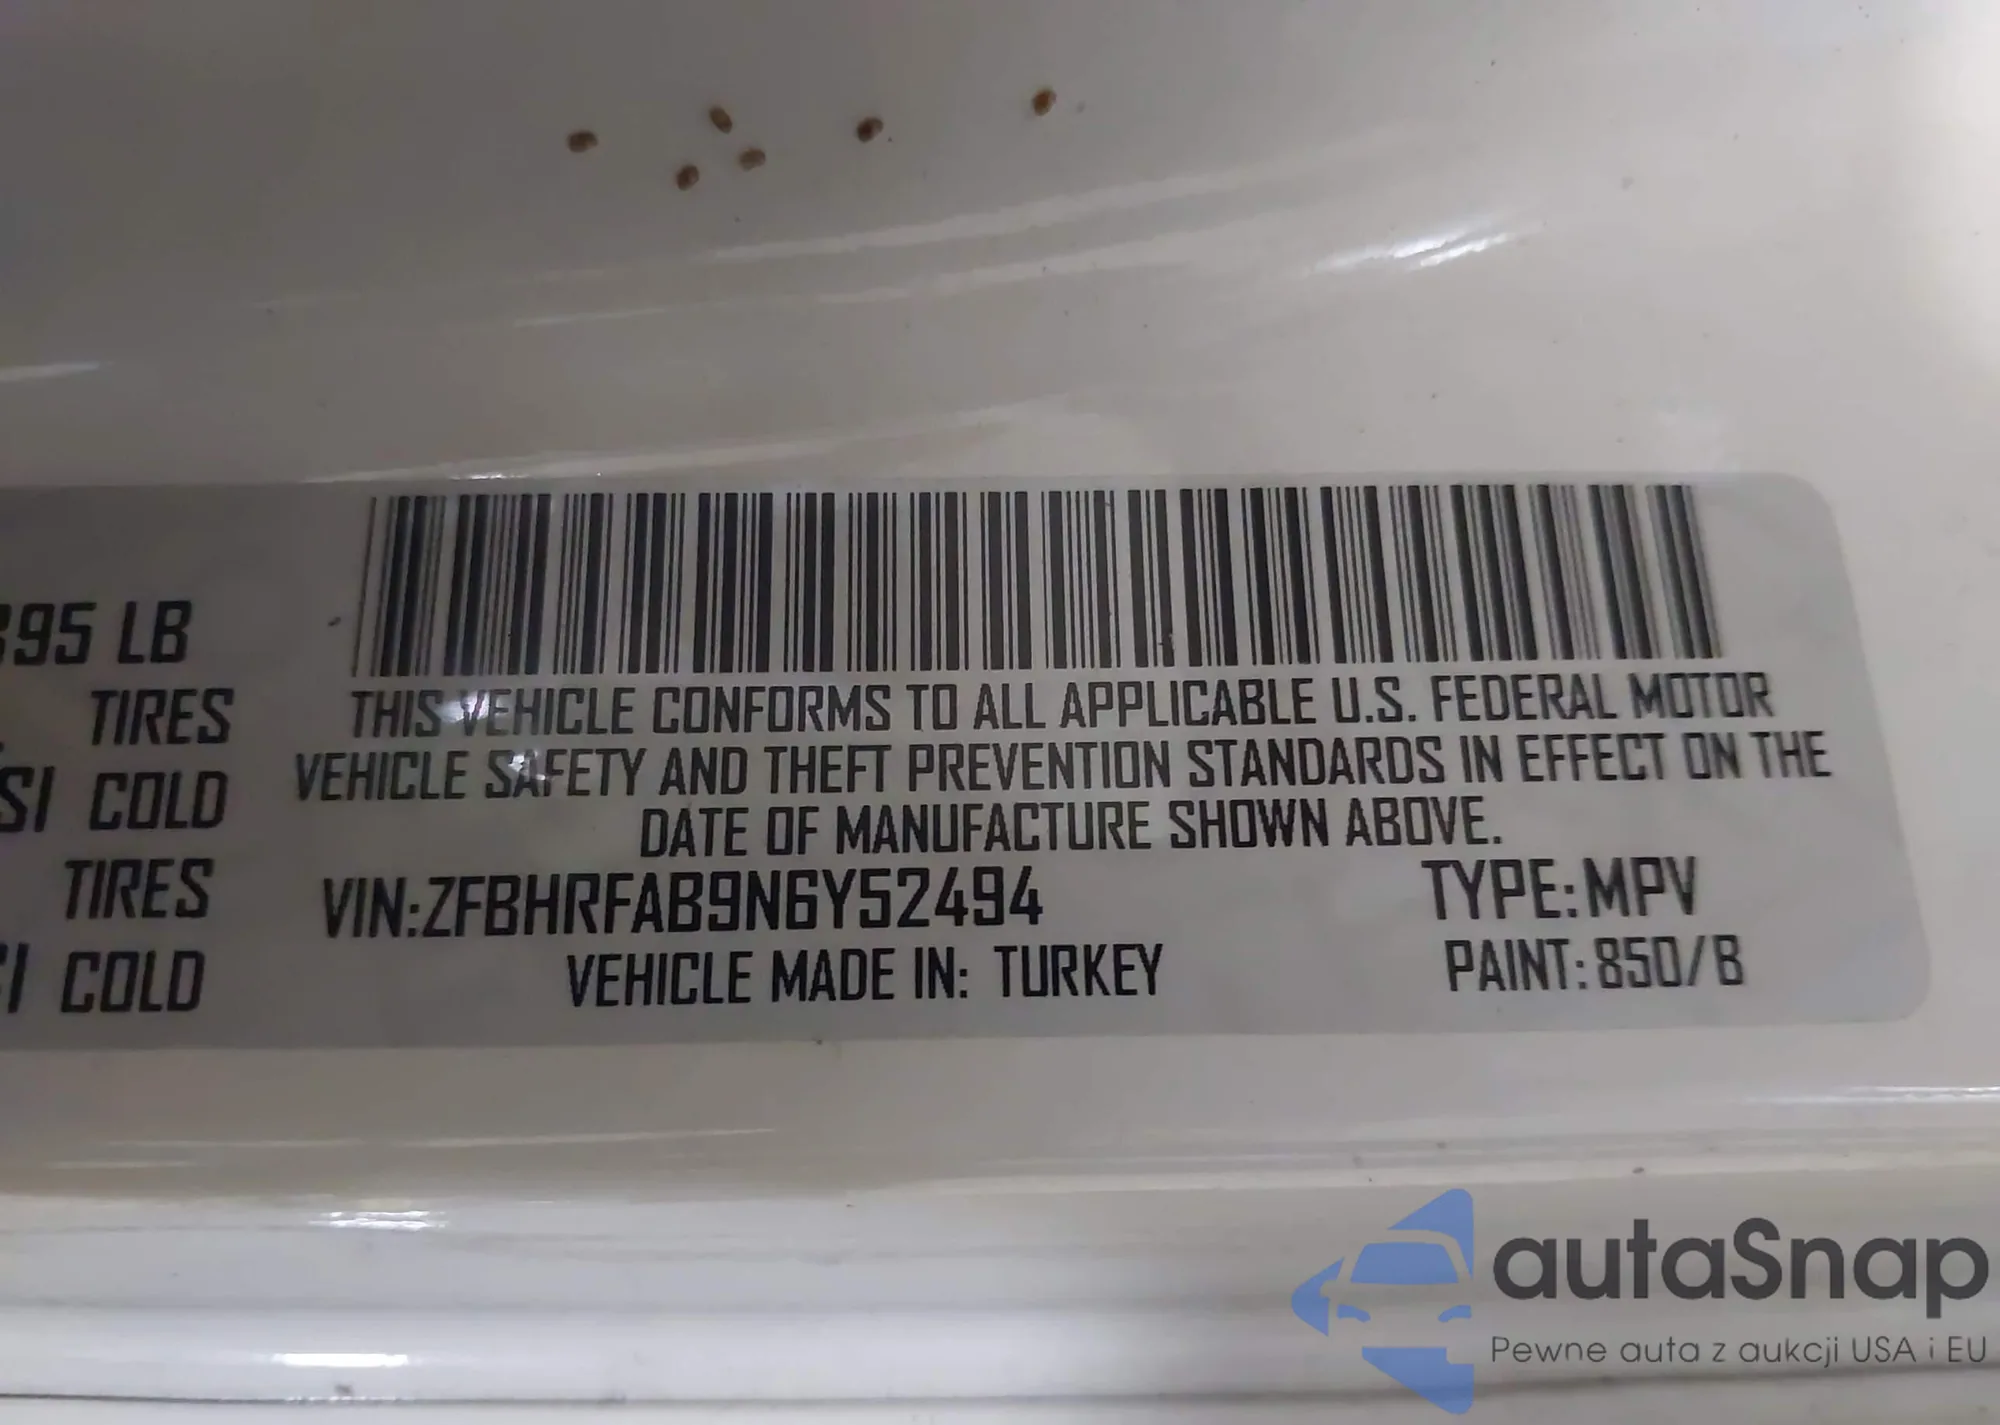 95 LB
TIRES
SI COLD
TIRES
COLD
THIS VEHICLE CONFORMS TO ALL APPLICABLE U.S. FEDERAL MOTOR
VEHICLE SAFETY AND THEFT PREVENTION STANDARDS IN EFFECT ON THE
DATE OF MANUFACTURE SHOWN ABOVE.
VIN:ZFBHRFAB9N6Y52494 TYPE:MPV
VEHICLE MADE IN: TURKEY PAINT:850/B
autaSnap
Pewne auta z aukcji USA i EU